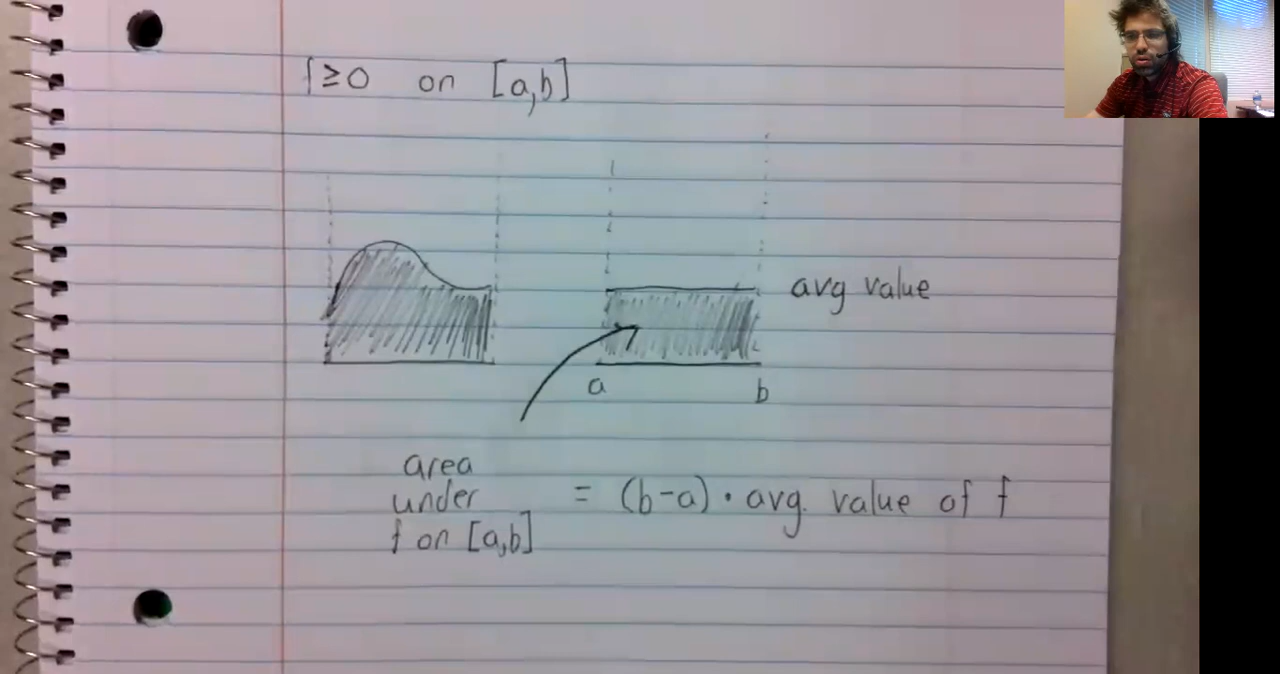 f ≥ 0 on [a,b]
avg value
a
b
area
under
f on [a,b]
= (b-a) · avg. value of f